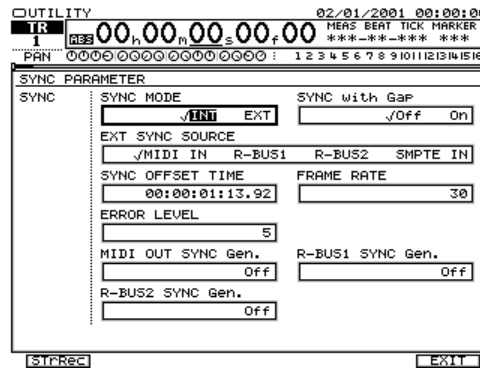 UTILITY 02/01/2001 00:00:00
TR MEAS BEAT TICK MARKER
1 ABS 00h00m00s00f00 ***-**-*** ***
PAN 1 2 3 4 5 6 7 8 9 10 11 12 13 14 15 16
SYNC PARAMETER
SYNC SYNC MODE SYNC with Gap
√INT EXT √Off On
EXT SYNC SOURCE
√MIDI IN R-BUS1 R-BUS2 SMPTE IN
SYNC OFFSET TIME FRAME RATE
00:00:01:13.92 30
ERROR LEVEL
5
MIDI OUT SYNC Gen. R-BUS1 SYNC Gen.
Off Off
R-BUS2 SYNC Gen.
Off
STrRec EXIT